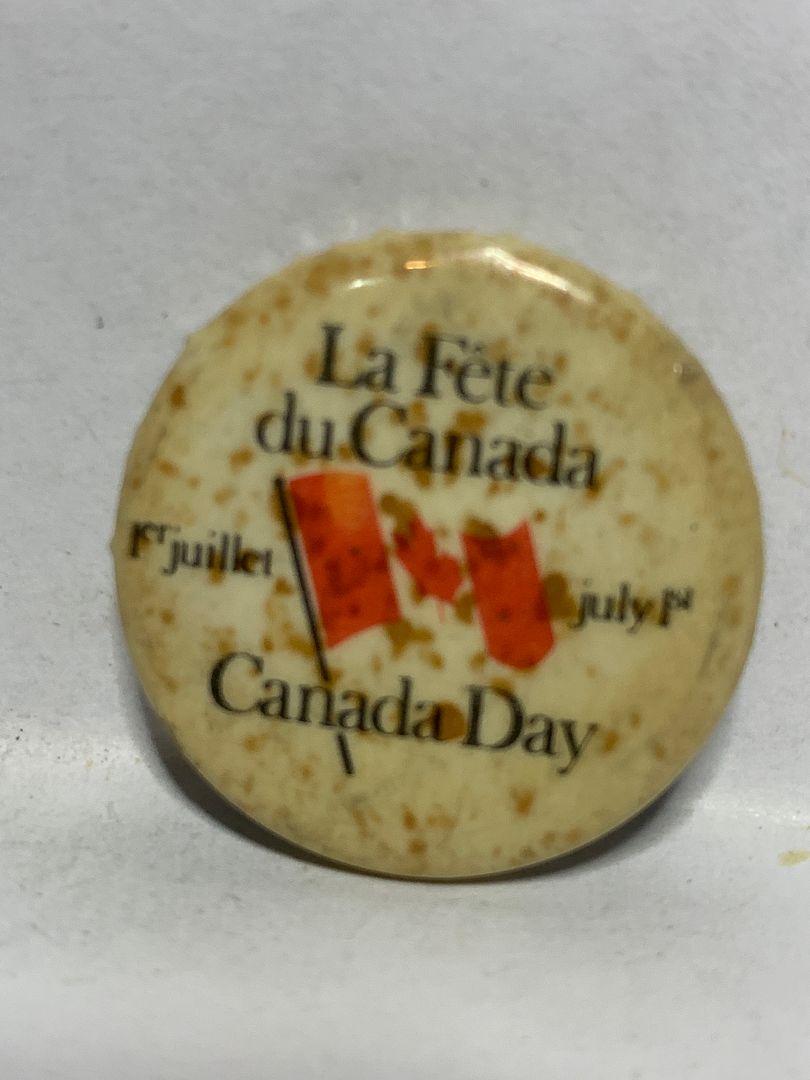 La Fête
du Canada
1er juillet
july 1st
Canada Day